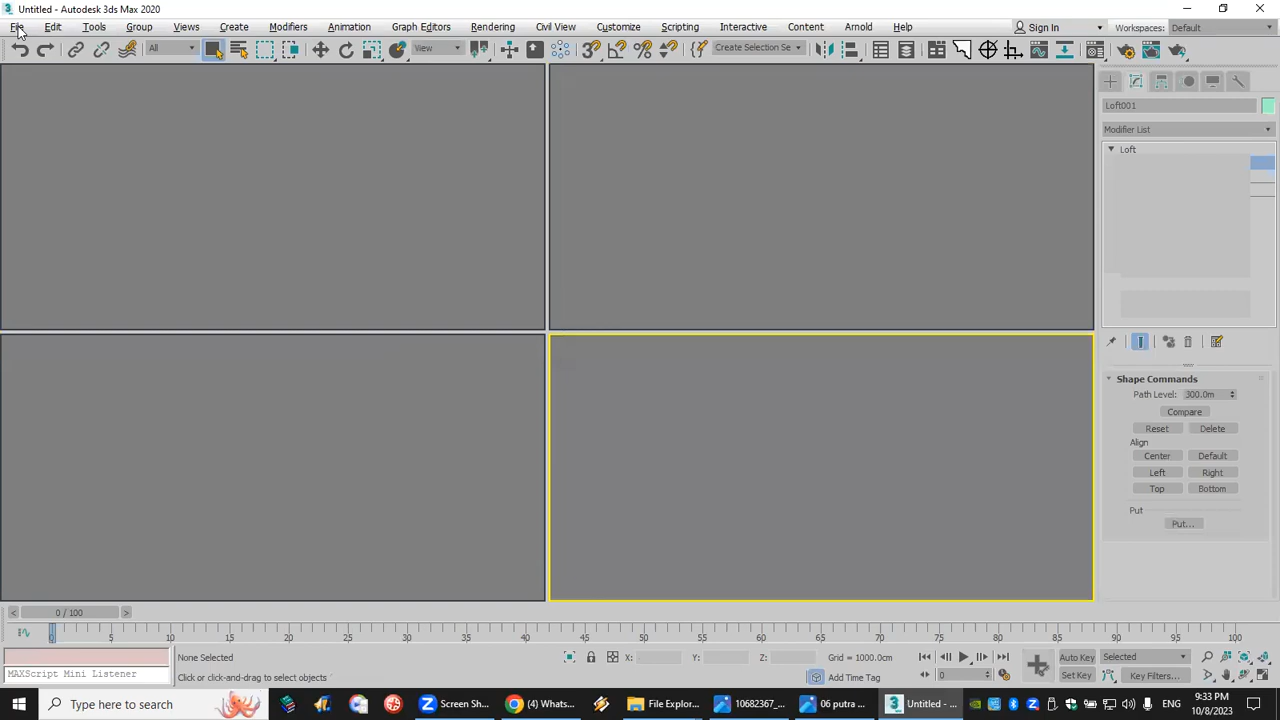 Untitled - Autodesk 3ds Max 2020
File Edit Tools Group Views Create Modifiers Animation Graph Editors Rendering Civil View Customize Scripting Interactive Content Arnold Help Sign In Workspaces: Default
All View Create Selection Se
Loft001
Modifier List
Loft
Shape Commands
Path Level: 300.0m
Compare
Reset Delete
Align
Center Default
Left Right
Top Bottom
Put
Put...
< 0 / 100 >
0 5 10 15 20 25 30 35 40 45 50 55 60 65 70 75 80 85 90 95 100
None Selected X: Y: Z: Grid = 1000.0cm Auto Key Selected
MAXScript Mini Listener Click or click-and-drag to select objects Add Time Tag 0 Set Key Key Filters...
Type here to search Screen Sh... (4) Whats... File Explor... 10682367_... 06 putra ... Untitled - ... 9:33 PM
10/8/2023